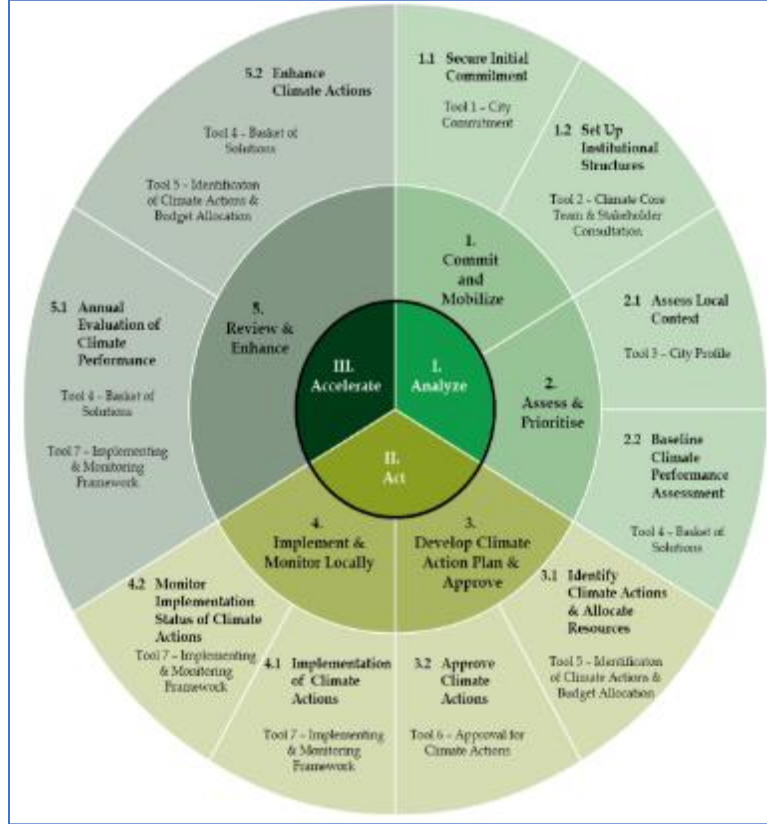 I.
Analyze
II.
Act
III.
Accelerate
1.
Commit
and
Mobilize
2.
Assess &
Prioritise
3.
Develop Climate
Action Plan &
Approve
4.
Implement &
Monitor Locally
5.
Review &
Enhance
1.1 Secure Initial
Commitment
Tool 1 – City
Commitment
1.2 Set Up
Institutional
Structures
Tool 2 – Climate Core
Team & Stakeholder
Consultation
2.1 Assess Local
Context
Tool 3 – City Profile
2.2 Baseline
Climate
Performance
Assessment
Tool 4 – Basket of
Solutions
3.1 Identify
Climate Actions
& Allocate
Resources
Tool 5 – Identificaton
of Climate Actions &
Budget Allocation
3.2 Approve
Climate
Actions
Tool 6 – Approval for
Climate Actions
4.1 Implementation
of Climate
Actions
Tool 7 – Implementing
& Monitoring
Framework
4.2 Monitor
Implementation
Status of Climate
Actions
Tool 7 – Implementing
& Monitoring
Framework
5.1 Annual
Evaluation of
Climate
Performance
Tool 4 – Basket of
Solutions
Tool 7 – Implementing
& Monitoring
Framework
5.2 Enhance
Climate Actions
Tool 4 – Basket of
Solutions
Tool 5 – Identificaton
of Climate Actions &
Budget Allocation